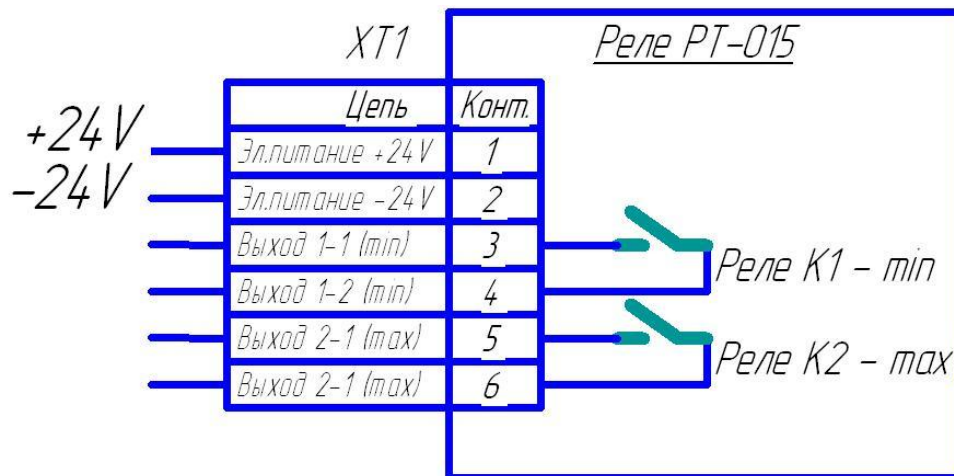 XT1
Реле РТ-015
Цепь Конт.
+24V
Эл.питание +24V 1
-24V
Эл.питание -24V 2
Выход 1-1 (min) 3
Реле К1 - min
Выход 1-2 (min) 4
Выход 2-1 (max) 5
Реле К2 - max
Выход 2-1 (max) 6